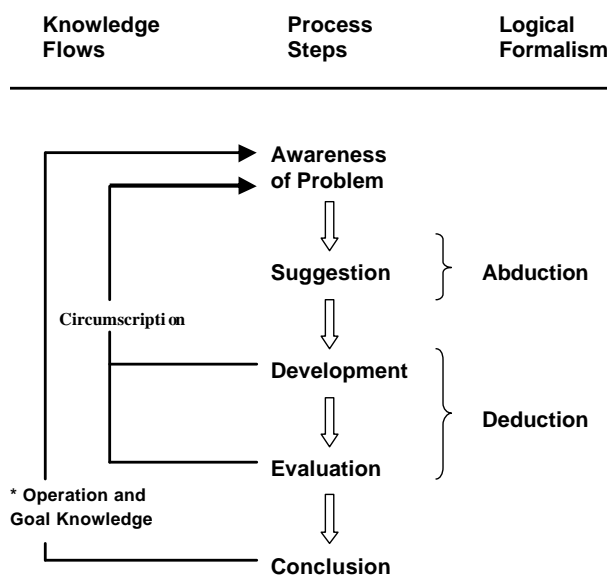 Knowledge Flows
Process Steps
Logical Formalism
Awareness
of Problem
Suggestion
Abduction
Circumscription
Development
Deduction
Evaluation
* Operation and
Goal Knowledge
Conclusion